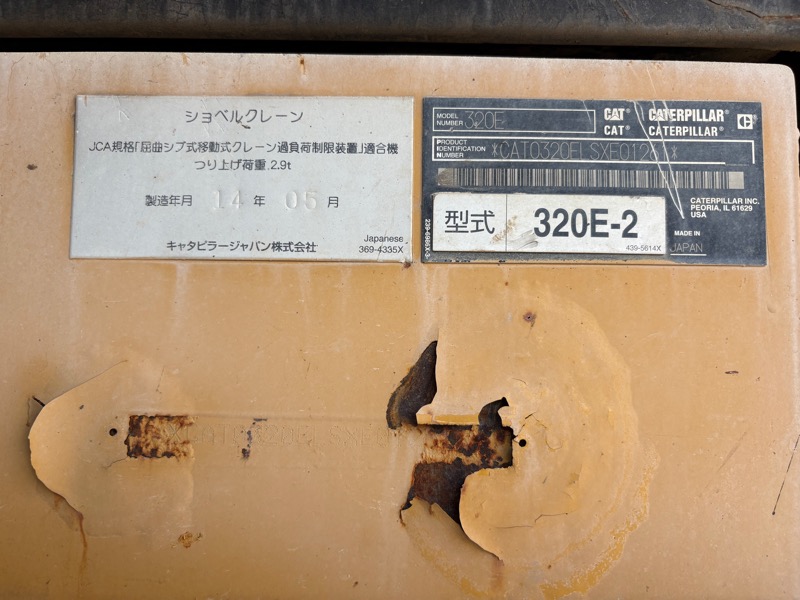 ショベルクレーン
JCA規格「屈曲ジブ式移動式クレーン過負荷制限装置」適合機
つり上げ荷重.2.9t
製造年月 14 年 05 月
キャタピラージャパン株式会社
Japanese
369-4335X
MODEL
NUMBER 320E
CAT® CATERPILLAR®
CAT® CATERPILLAR®
PRODUCT
IDENTIFICATION
NUMBER
型式 320E-2
439-5614X
239-6986X-3
CATERPILLAR INC.
PEORIA, IL 61629
USA
MADE IN
JAPAN